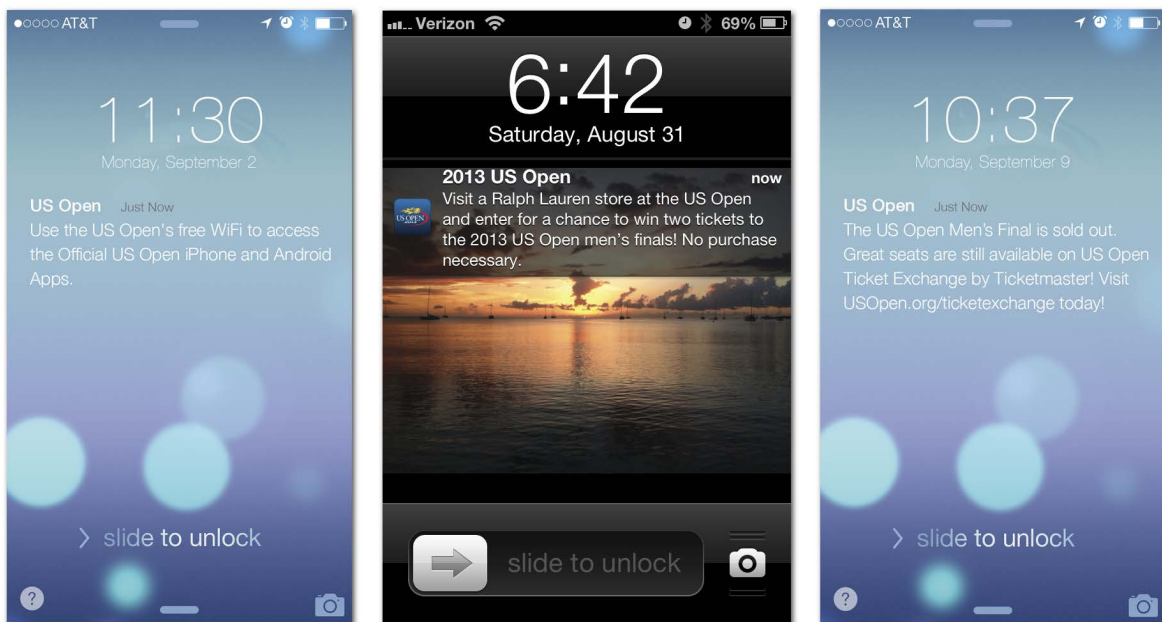 AT&T
11:30
Monday, September 2
US Open Just Now
Use the US Open's free WiFi to access
the Official US Open iPhone and Android
Apps.
slide to unlock
?
Verizon 69%
6:42
Saturday, August 31
2013 US Open now
Visit a Ralph Lauren store at the US Open
and enter for a chance to win two tickets to
the 2013 US Open men's finals! No purchase
necessary.
US OPEN
slide to unlock
AT&T
10:37
Monday, September 9
US Open Just Now
The US Open Men's Final is sold out.
Great seats are still available on US Open
Ticket Exchange by Ticketmaster! Visit
USOpen.org/ticketexchange today!
slide to unlock
?